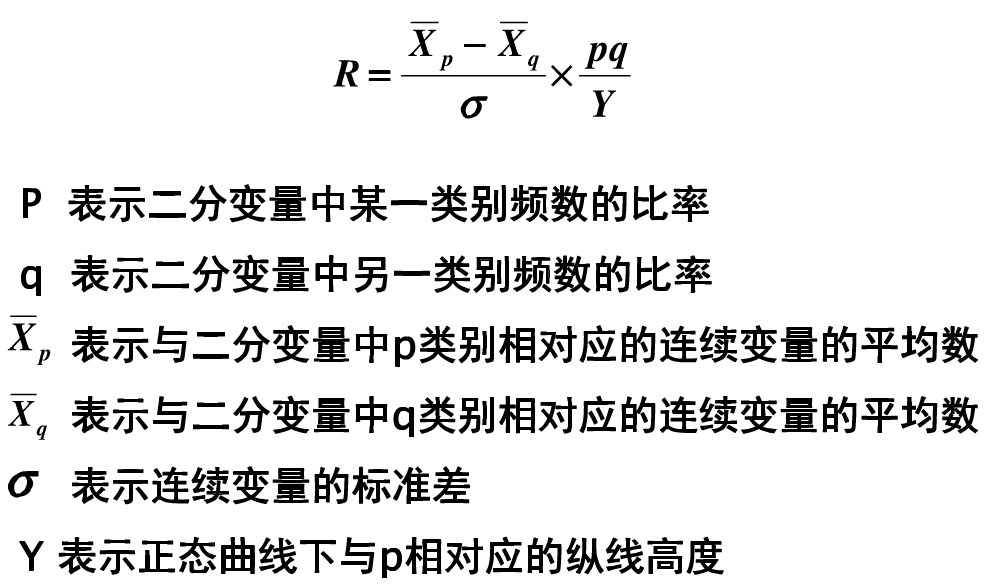 $R = \frac{\overline{X}_p - \overline{X}_q}{\sigma} \times \frac{pq}{Y}$
P 表示二分变量中某一类别频数的比率
q 表示二分变量中另一类别频数的比率
$\overline{X}_p$ 表示与二分变量中p类别相对应的连续变量的平均数
$\overline{X}_q$ 表示与二分变量中q类别相对应的连续变量的平均数
σ 表示连续变量的标准差
Y 表示正态曲线下与p相对应的纵线高度